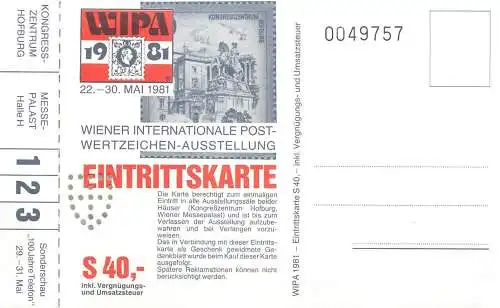 KONGRESS-
ZENTRUM
HOFBURG
MESSE-
PALAST
Halle H
1 2 3
Sonderschau
„100 Jahre Telefon"
29.–31. Mai
WIPA
1981
22.–30. MAI 1981
KONGRESSZENTRUM
HOFBURG
WIENER INTERNATIONALE POST-
WERTZEICHEN-AUSSTELLUNG
EINTRITTSKARTE
Die Karte berechtigt zum einmaligen
Eintritt in alle Ausstellungssäle beider
Häuser (Kongreßzentrum Hofburg,
Wiener Messepalast) und ist bis zum
Verlassen der Ausstellung aufzube-
wahren und bei Verlangen vorzu-
weisen.
Das in Verbindung mit dieser Eintritts-
karte als Geschenk gewidmete Ge-
denkblatt wurde beim Kauf dieser Karte
ausgefolgt.
Spätere Reklamationen können nicht
berücksichtigt werden.
S 40,-
inkl. Vergnügungs-
und Umsatzsteuer
0049757
WIPA 1981 – Eintrittskarte S 40,– inkl. Vergnügungs- und Umsatzsteuer